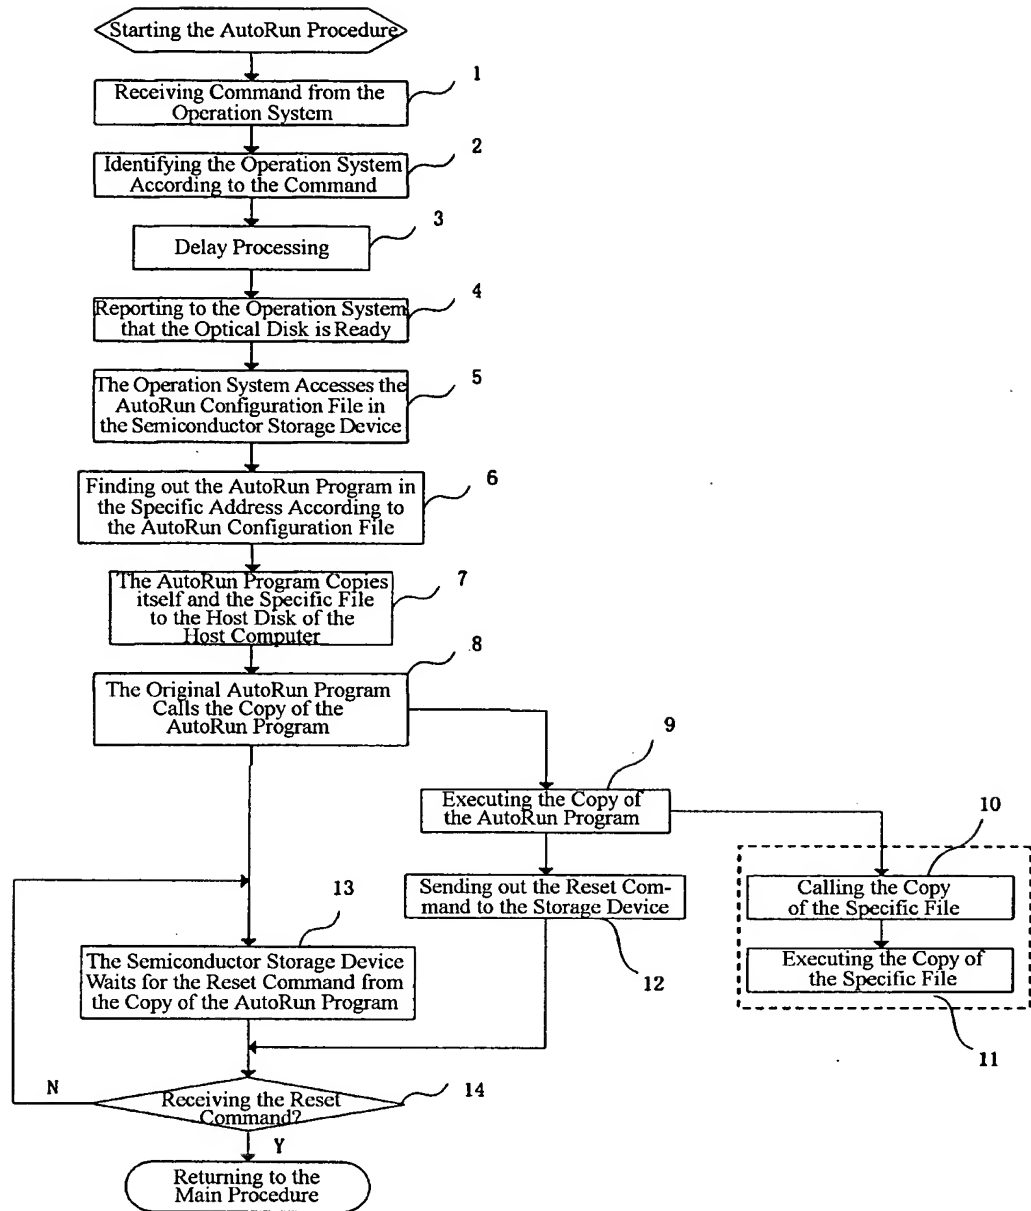 Starting the AutoRun Procedure
1
Receiving Command from the
Operation System
2
Identifying the Operation System
According to the Command
3
Delay Processing
4
Reporting to the Operation System
that the Optical Disk is Ready
5
The Operation System Accesses the
AutoRun Configuration File in
the Semiconductor Storage Device
6
Finding out the AutoRun Program in
the Specific Address According to
the AutoRun Configuration File
7
The AutoRun Program Copies
itself and the Specific File
to the Host Disk of the
Host Computer
8
The Original AutoRun Program
Calls the Copy of the
AutoRun Program
9
Executing the Copy of
the AutoRun Program
10
Calling the Copy
of the Specific File
Executing the Copy of
the Specific File
11
Sending out the Reset Com-
mand to the Storage Device
12
13
The Semiconductor Storage Device
Waits for the Reset Command from
the Copy of the AutoRun Program
N
Receiving the Reset
Command?
14
Y
Returning to the
Main Procedure